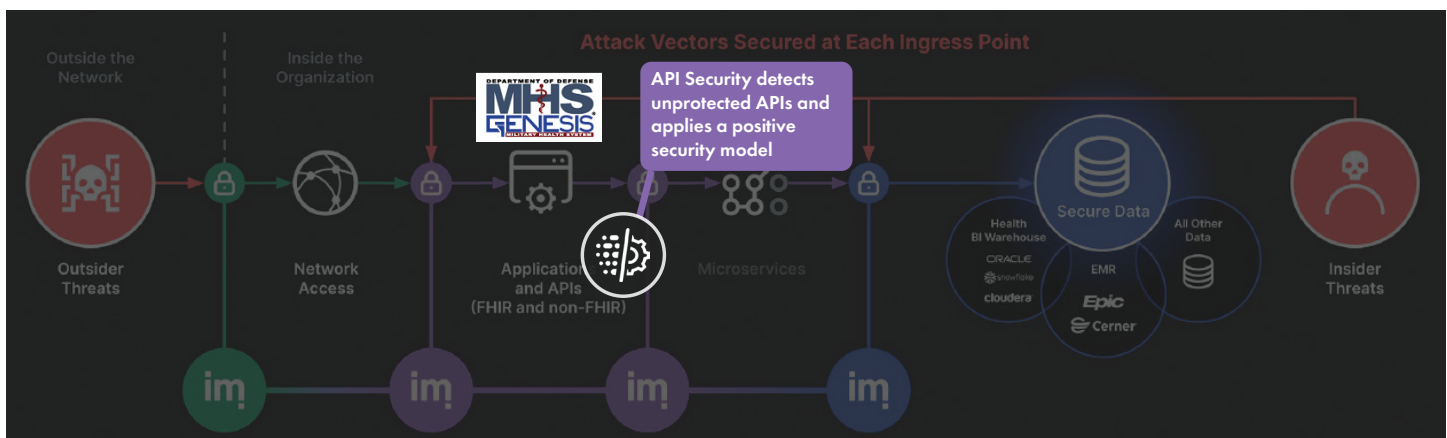 Attack Vectors Secured at Each Ingress Point
Outside the
Network
Inside the
Organization
DEPARTMENT OF DEFENSE
MHS
GENESIS
MILITARY HEALTH SYSTEM
API Security detects
unprotected APIs and
applies a positive
security model
Secure Data
Health
BI Warehouse
ORACLE
snowflake
cloudera
EMR
Epic
Cerner
All Other
Data
Outsider
Threats
Network
Access
Application
and APIs
(FHIR and non-FHIR)
Microservices
Insider
Threats
im
im
im
im